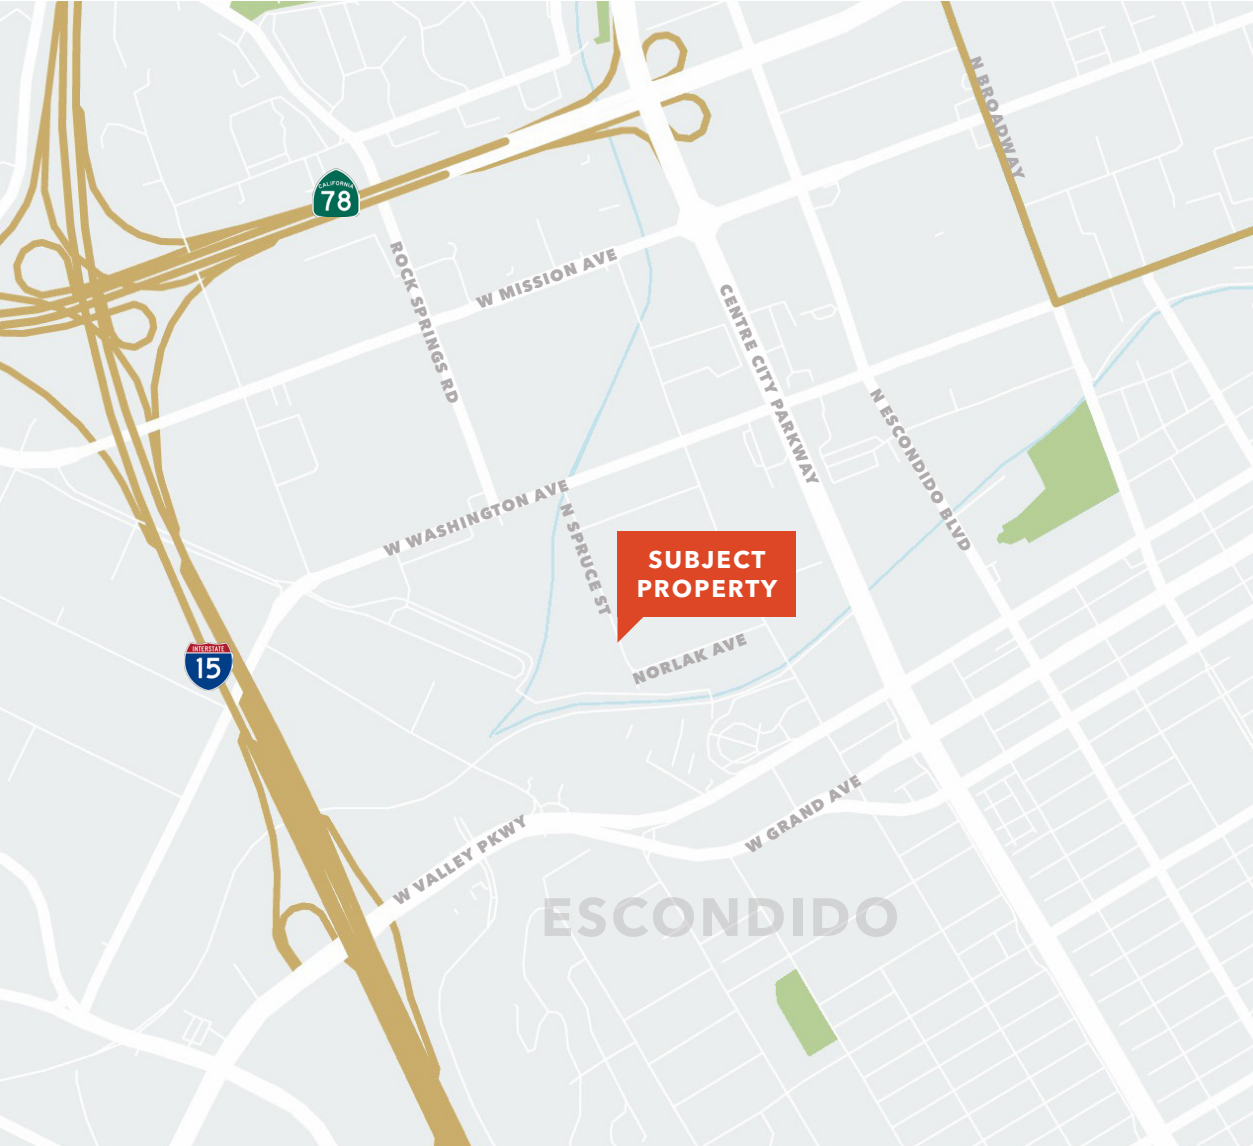 N BROADWAY
CALIFORNIA
78
ROCK SPRINGS RD
W MISSION AVE
CENTRE CITY PARKWAY
N ESCONDIDO BLVD
W WASHINGTON AVE
N SPRUCE ST
SUBJECT
PROPERTY
NORLAK AVE
INTERSTATE
15
W GRAND AVE
W VALLEY PKWY
ESCONDIDO